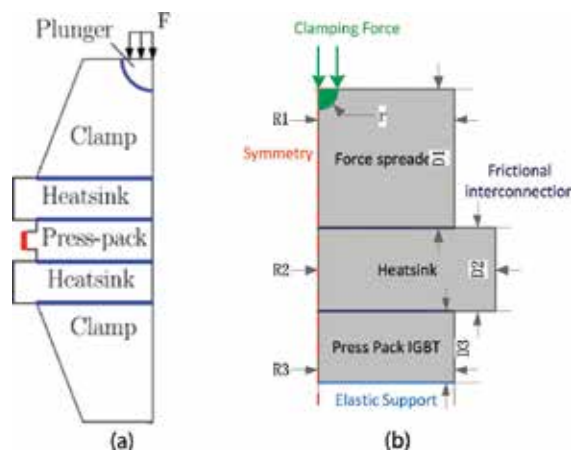 F
Plunger
Clamp
Heatsink
Press-pack
Heatsink
Clamp
(a)
Clamping Force
r
R1
Symmetry
Force spreader
D1
Frictional
interconnection
R2
Heatsink
D2
R3
Press Pack IGBT
D3
Elastic Support
(b)